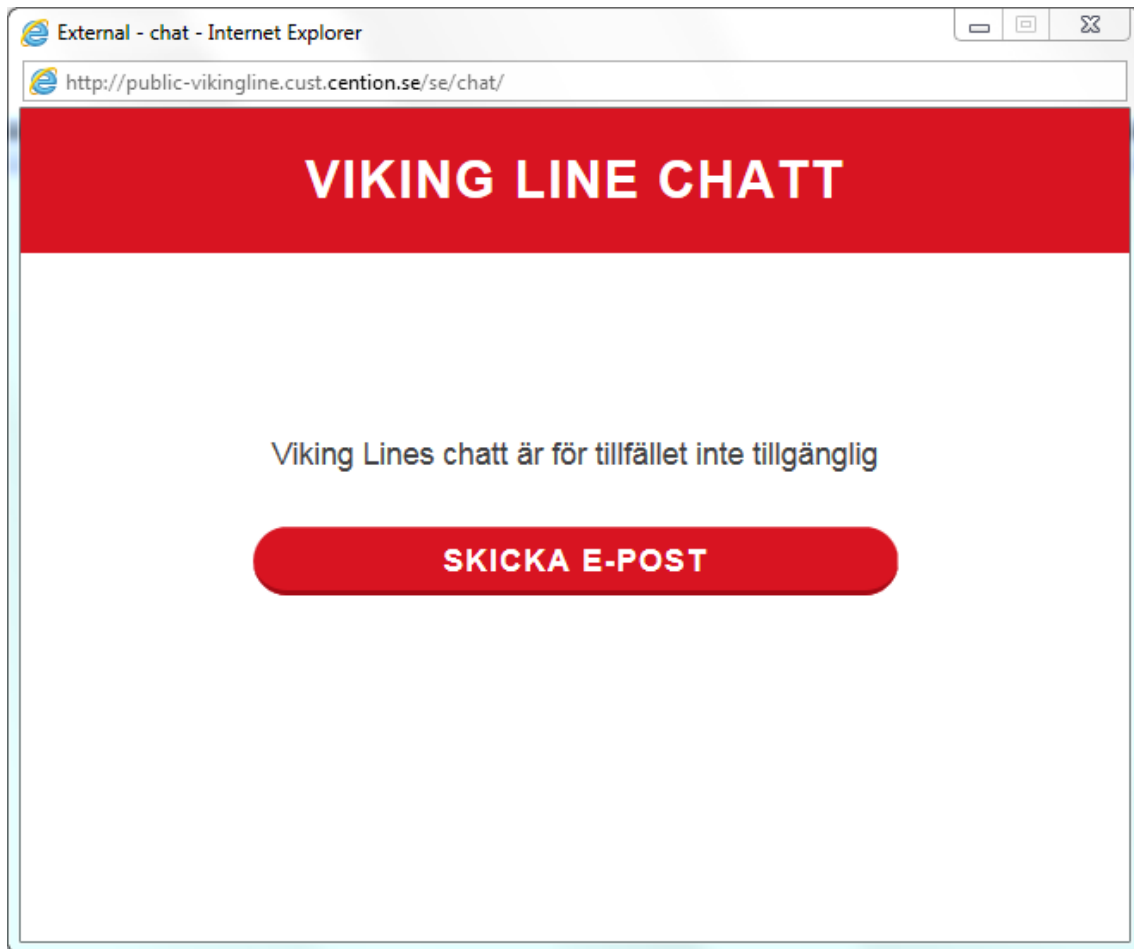 External - chat - Internet Explorer
http://public-vikingline.cust.cention.se/se/chat/
VIKING LINE CHATT
Viking Lines chatt är för tillfället inte tillgänglig
SKICKA E-POST